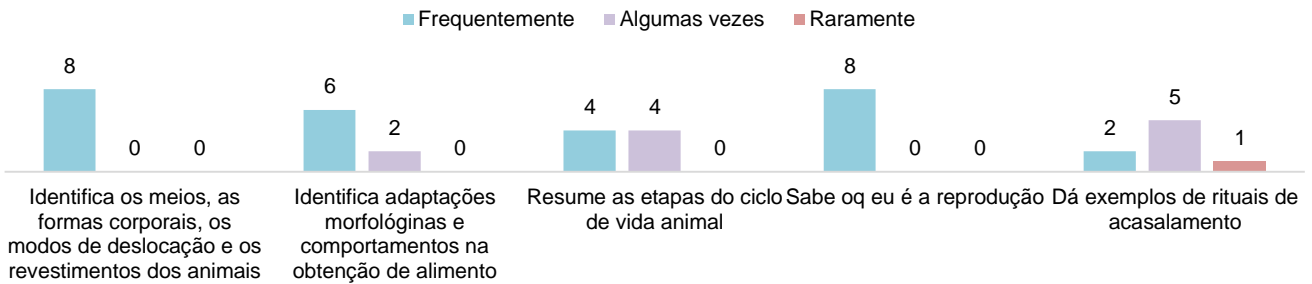 Frequentemente Algumas vezes Raramente
8 0 0
6 2 0
4 4 0
8 0 0
2 5 1
Identifica os meios, as
formas corporais, os
modos de deslocação e os
revestimentos dos animais
Identifica adaptações
morfológinas e
comportamentos na
obtenção de alimento
Resume as etapas do ciclo
de vida animal
Sabe oq eu é a reprodução
Dá exemplos de rituais de
acasalamento